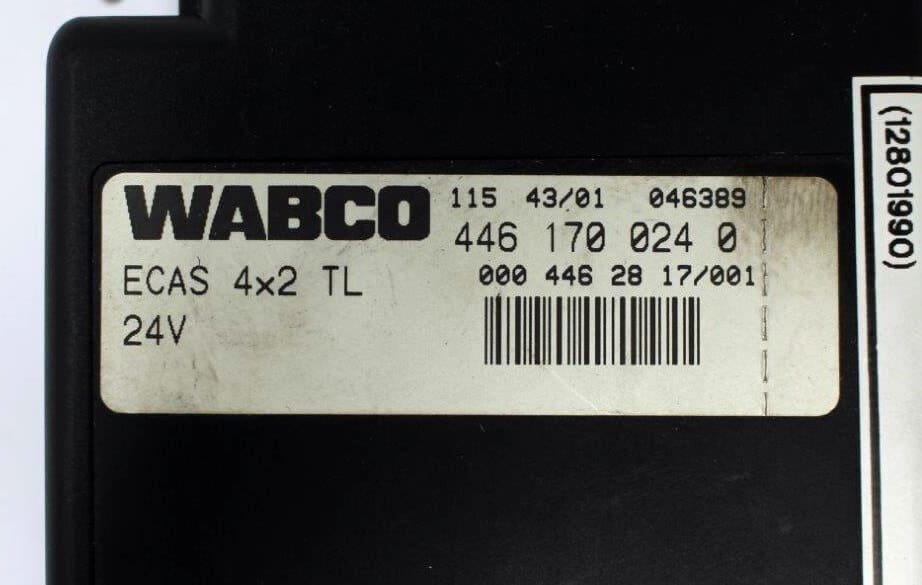 WABCO
115 43/01 046389
446 170 024 0
000 446 28 17/001
ECAS 4x2 TL
24V
(12801990)